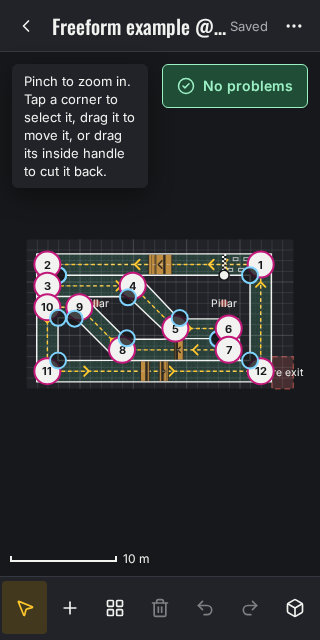 Freeform example @... Saved
Pinch to zoom in.
Tap a corner to
select it, drag it to
move it, or drag
its inside handle
to cut it back.
No problems
2 1
3 4
10 9 Pillar
5 6
8 7
11 12 exit
10 m